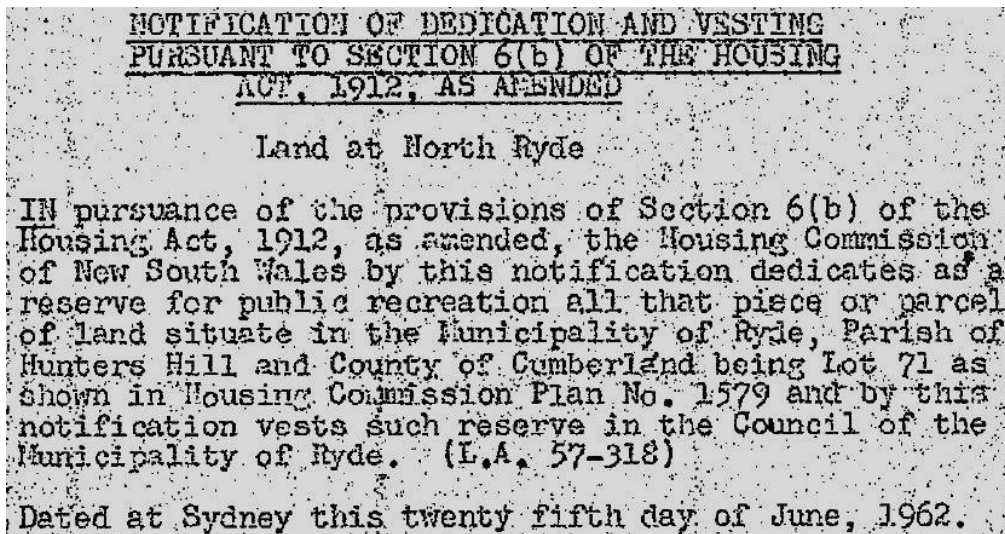 NOTIFICATION OF DEDICATION AND VESTING
PURSUANT TO SECTION 6(b) OF THE HOUSING
ACT, 1912, AS AMENDED
Land at North Ryde
IN pursuance of the provisions of Section 6(b) of the
Housing Act, 1912, as amended, the Housing Commission
of New South Wales by this notification dedicates as a
reserve for public recreation all that piece or parcel
of land situate in the Municipality of Ryde, Parish of
Hunters Hill and County of Cumberland being Lot 71 as
shown in Housing Commission Plan No. 1579 and by this
notification vests such reserve in the Council of the
Municipality of Ryde. (L.A. 57-318)
Dated at Sydney this twenty fifth day of June, 1962.